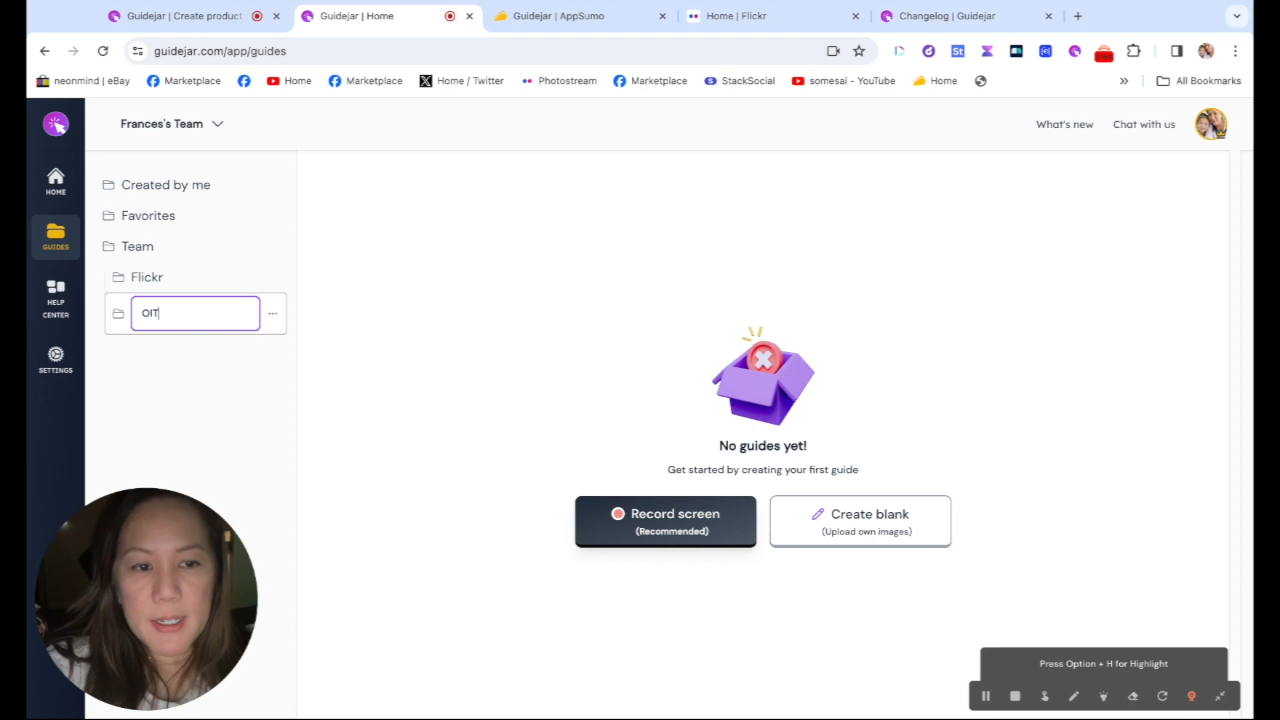 Guidejar | Create product
Guidejar | Home
Guidejar | AppSumo
Home | Flickr
Changelog | Guidejar
guidejar.com/app/guides
St
neonmind | eBay
Marketplace
Home
Marketplace
Home / Twitter
Photostream
Marketplace
StackSocial
somesai - YouTube
Home
All Bookmarks
Frances's Team
What's new
Chat with us
HOME
GUIDES
HELP
CENTER
SETTINGS
Created by me
Favorites
Team
Flickr
OIT
No guides yet!
Get started by creating your first guide
Record screen
(Recommended)
Create blank
(Upload own images)
Press Option + H for Highlight